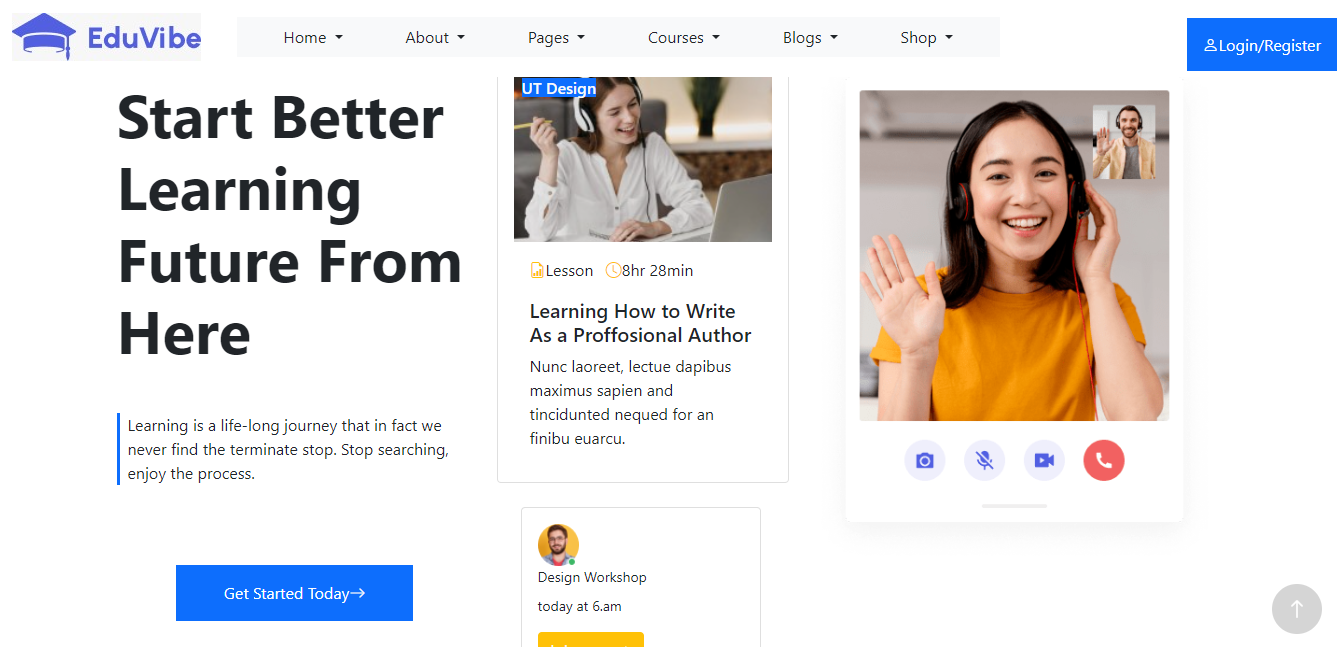 EduVibe
Home
About
Pages
Courses
Blogs
Shop
Login/Register
Start Better
Learning
Future From
Here
Learning is a life-long journey that in fact we
never find the terminate stop. Stop searching,
enjoy the process.
Get Started Today
UT Design
Lesson 8hr 28min
Learning How to Write
As a Proffosional Author
Nunc laoreet, lectue dapibus
maximus sapien and
tincidunted nequed for an
finibu euarcu.
Design Workshop
today at 6.am